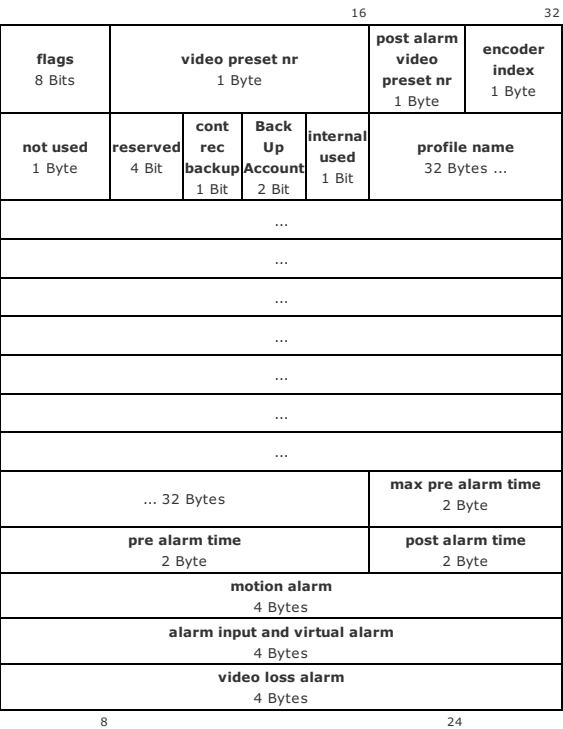 16 32
flags
8 Bits
video preset nr
1 Byte
post alarm
video
preset nr
1 Byte
encoder
index
1 Byte
not used
1 Byte
reserved
4 Bit
cont
rec
backup
1 Bit
Back
Up
Account
2 Bit
internal
used
1 Bit
profile name
32 Bytes ...
...
...
...
...
...
...
...
... 32 Bytes
max pre alarm time
2 Byte
pre alarm time
2 Byte
post alarm time
2 Byte
motion alarm
4 Bytes
alarm input and virtual alarm
4 Bytes
video loss alarm
4 Bytes
8 24